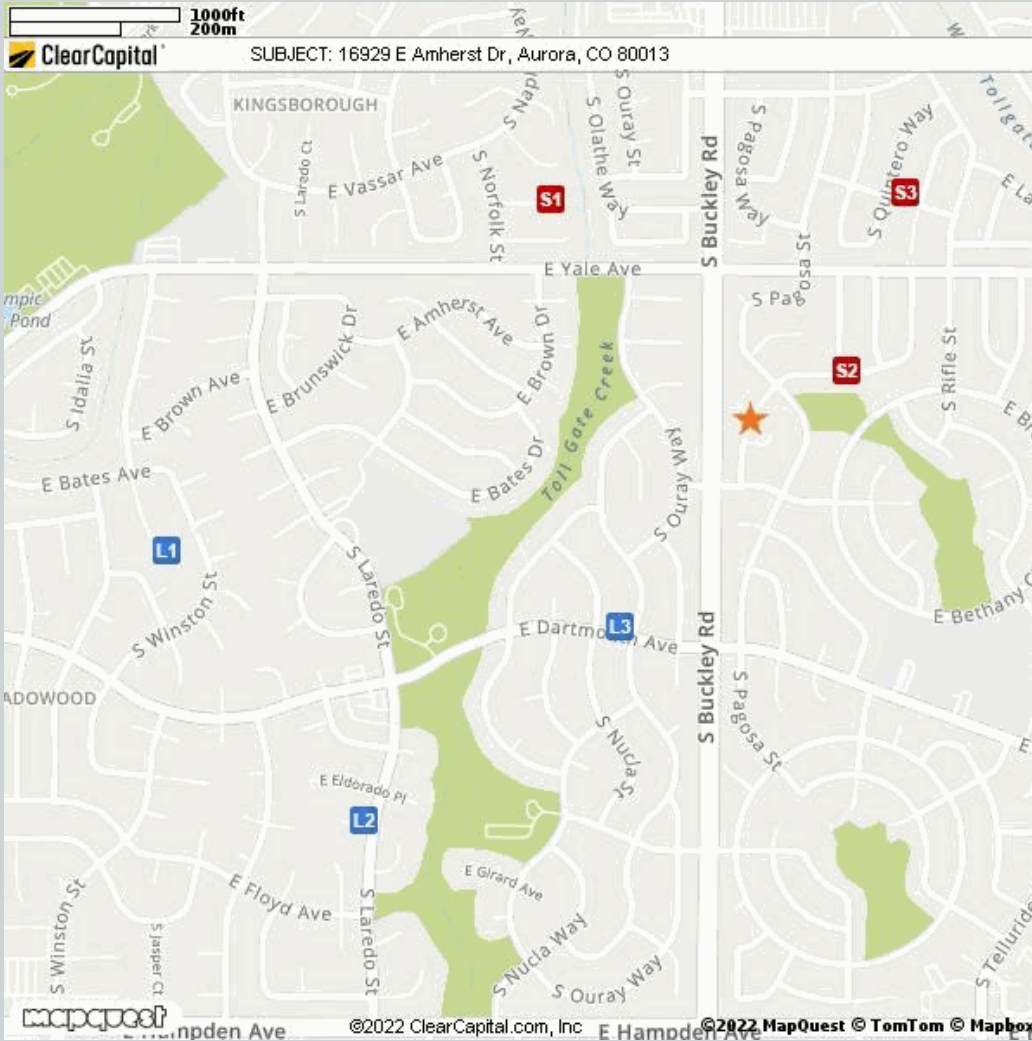 1000ft
200m
ClearCapital
SUBJECT: 16929 E Amherst Dr, Aurora, CO 80013
KINGSBOROUGH
S Ouray St
S Olathe Way
S Buckley Rd
S Pagosa Way
S Quintero Way
S Laredo Ct
E Vassar Ave
S Norfolk St
S1
S3
E Yale Ave
S Pagosa St
Pond
S Idalia St
E Brown Ave
E Brunswick Dr
E Amherst Ave
E Brown Dr
Toll Gate Creek
S2
S Rifle St
E Bates Ave
E Bates Dr
S Ouray Way
L1
S Laredo St
S Winston St
E Dartmouth Ave
L3
E Bethany
S Buckley Rd
S Pagosa St
ADOWOOD
S Nucla St
E Eldorado Pl
L2
E Girard Ave
E Floyd Ave
S Winston St
S Jasper Ct
S Laredo St
S Nucla Way
S Ouray Way
S Telluride
mapquest
Hampden Ave
©2022 ClearCapital.com, Inc
E Hampden Ave
©2022 MapQuest © TomTom © Mapbox